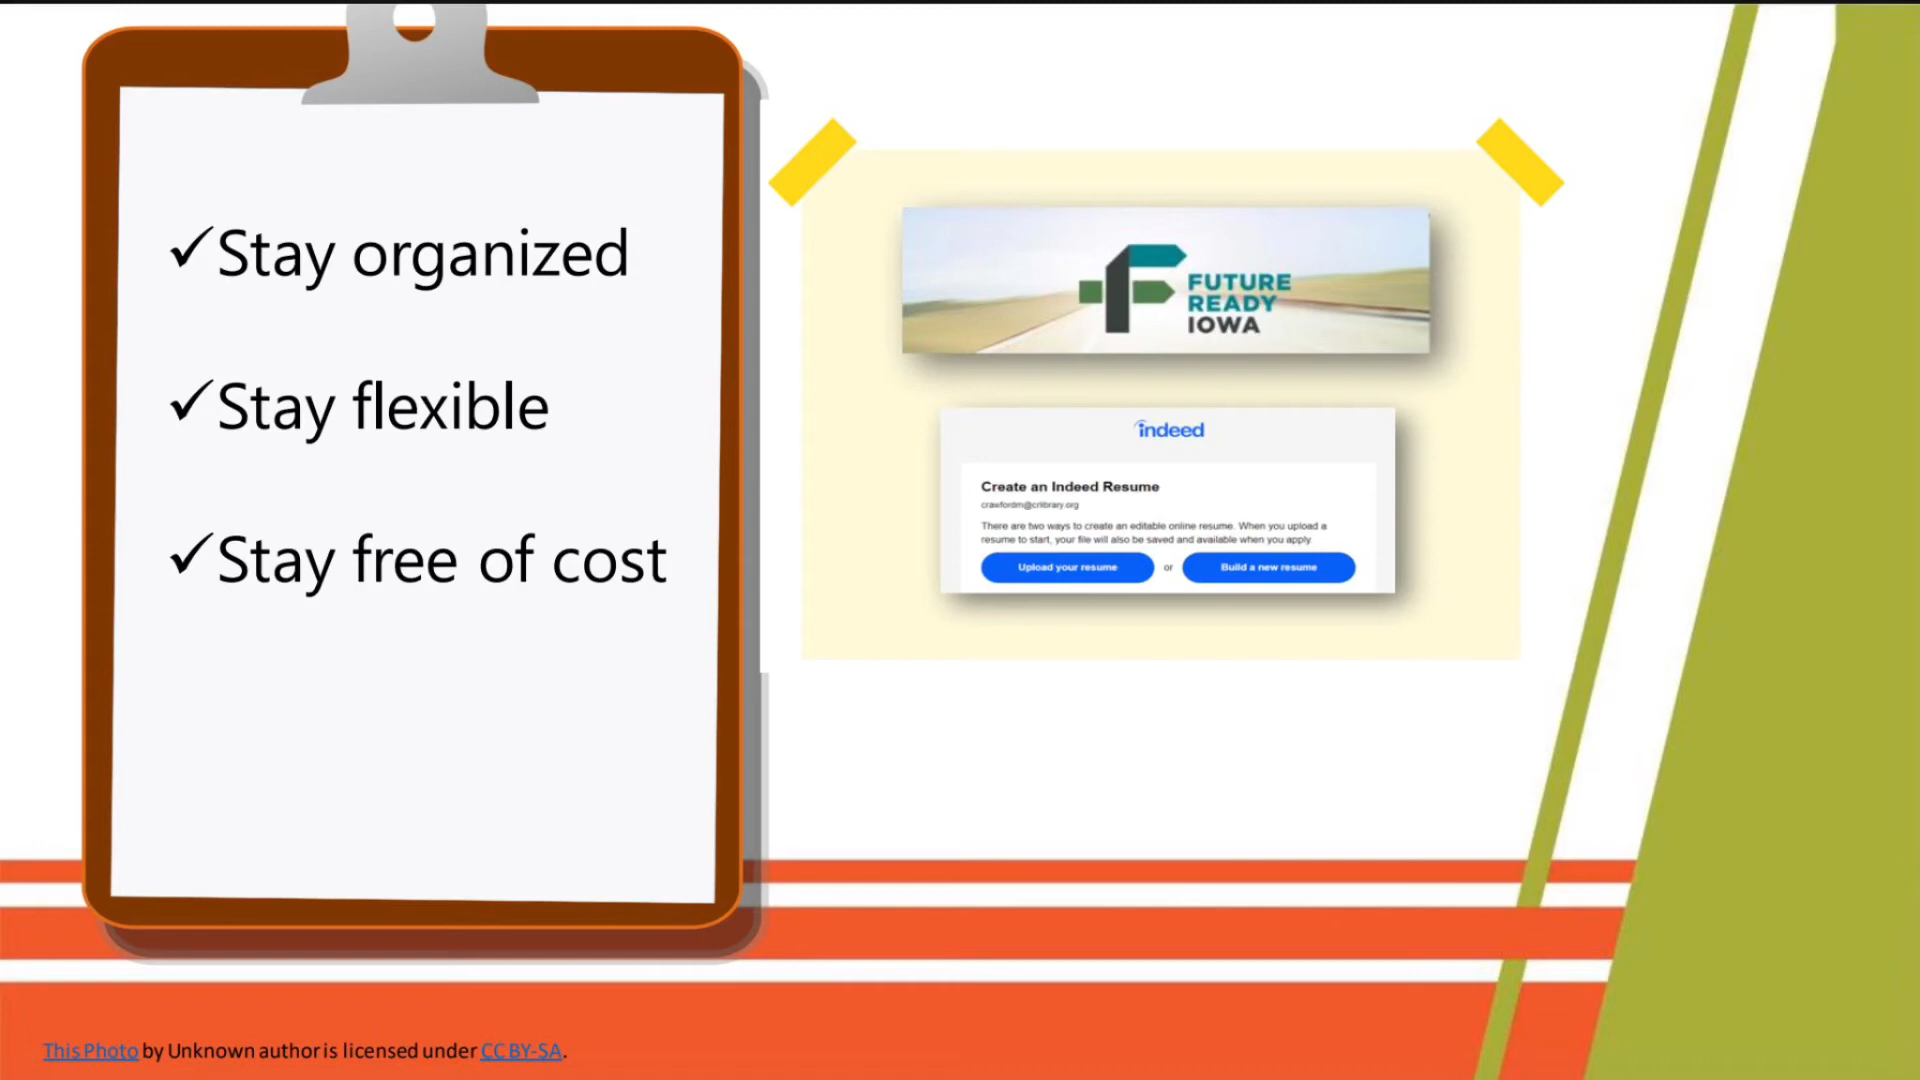 ✓Stay organized
✓Stay flexible
✓Stay free of cost
FUTURE
READY
IOWA
indeed
Create an Indeed Resume
crawfordm@crlibrary.org
There are two ways to create an editable online resume. When you upload a
resume to start, your file will also be saved and available when you apply.
Upload your resume or Build a new resume
This Photo by Unknown author is licensed under CC BY-SA.